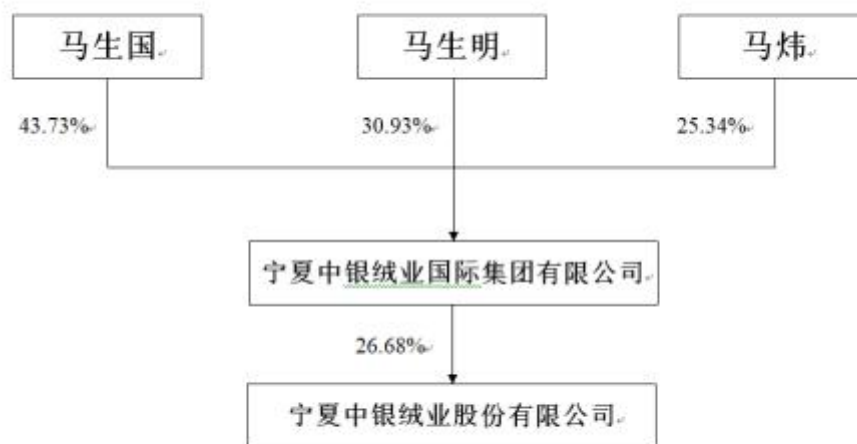 马生国 马生明 马炜
43.73% 30.93% 25.34%
宁夏中银绒业国际集团有限公司
26.68%
宁夏中银绒业股份有限公司